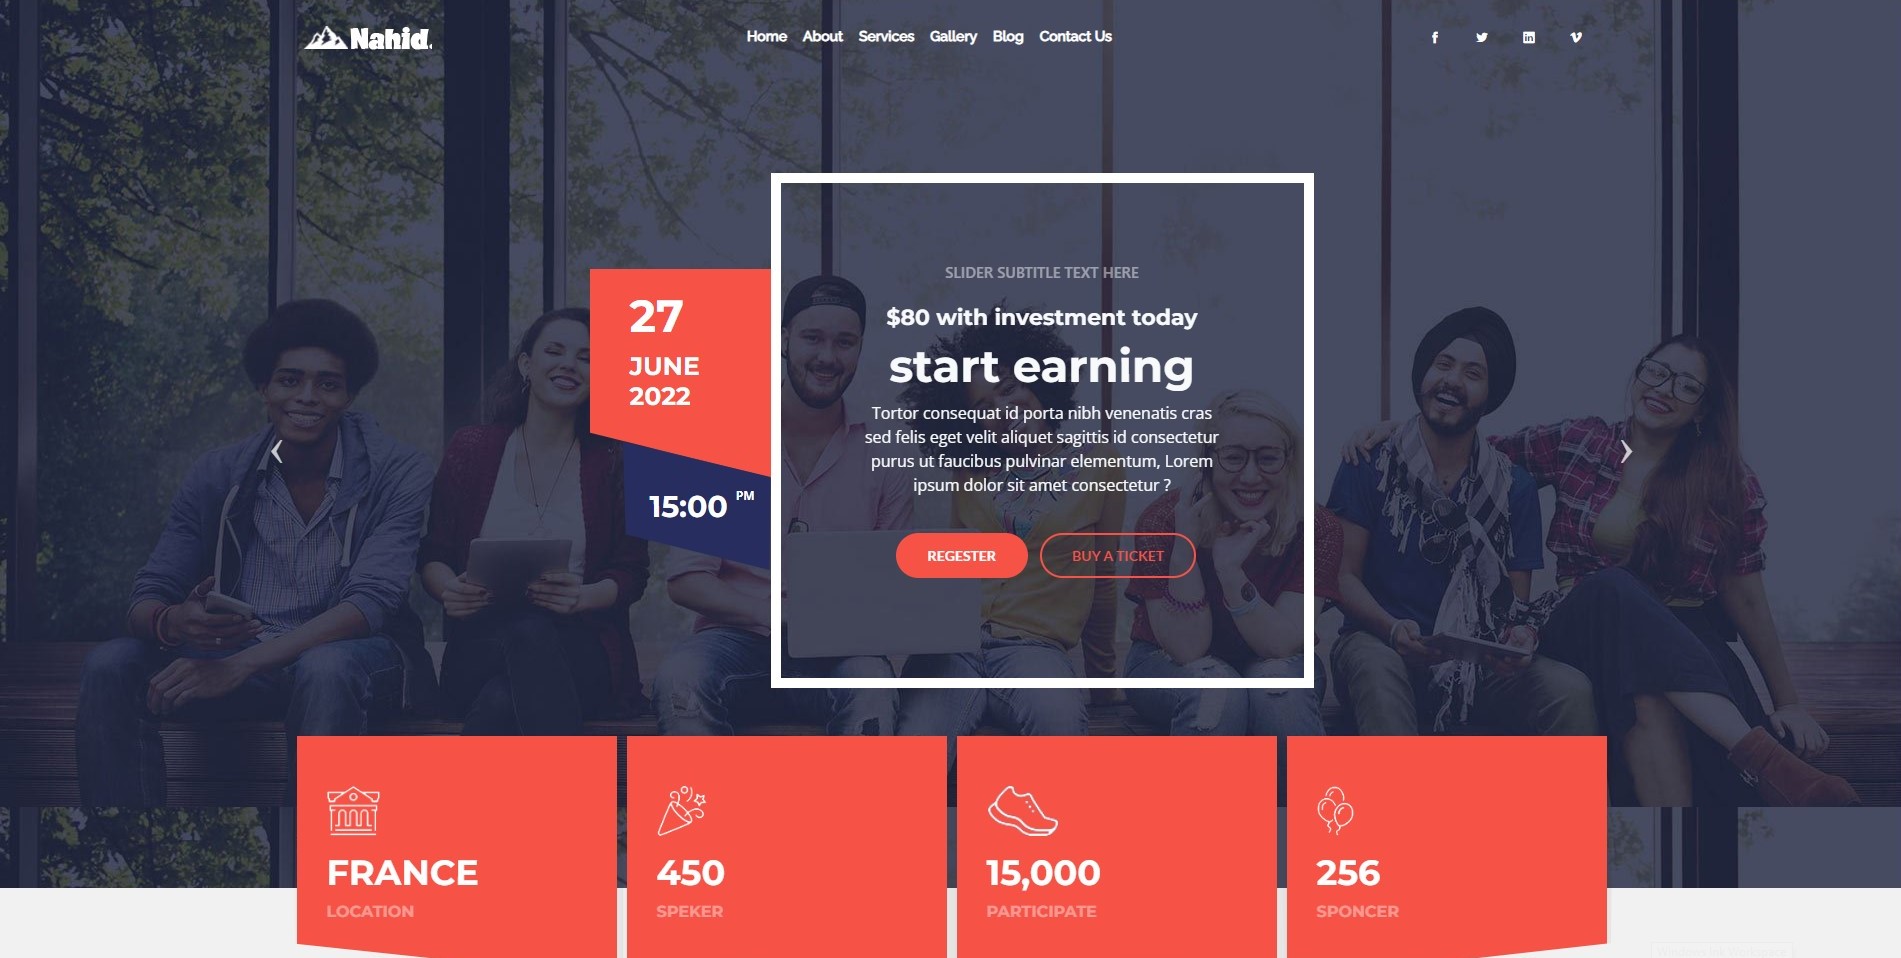 Nahid.
Home About Services Gallery Blog Contact Us
27
JUNE
2022
15:00 PM
SLIDER SUBTITLE TEXT HERE
$80 with investment today
start earning
Tortor consequat id porta nibh venenatis cras
sed felis eget velit aliquet sagittis id consectetur
purus ut faucibus pulvinar elementum, Lorem
ipsum dolor sit amet consectetur ?
REGESTER
BUY A TICKET
FRANCE
LOCATION
450
SPEKER
15,000
PARTICIPATE
256
SPONCER